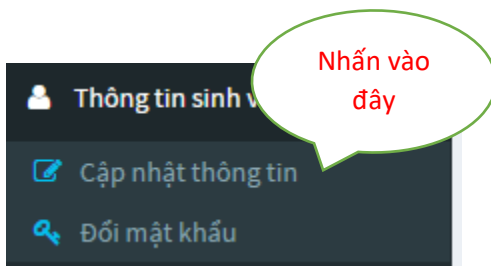 Nhấn vào
đây
Thông tin sinh
Cập nhật thông tin
Đổi mật khẩu